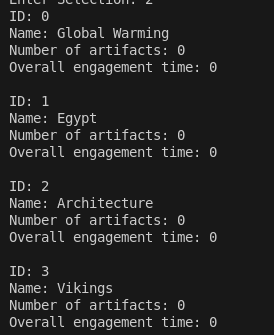 Enter Selection: 2
ID: 0
Name: Global Warming
Number of artifacts: 0
Overall engagement time: 0

ID: 1
Name: Egypt
Number of artifacts: 0
Overall engagement time: 0

ID: 2
Name: Architecture
Number of artifacts: 0
Overall engagement time: 0

ID: 3
Name: Vikings
Number of artifacts: 0
Overall engagement time: 0